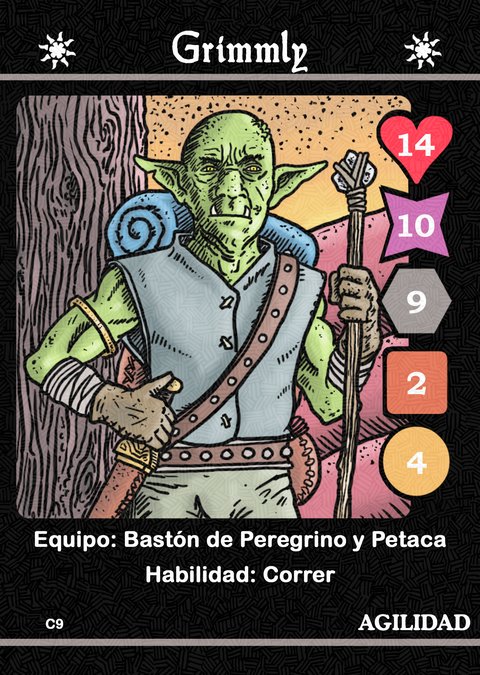 Grimmly
14
10
9
2
4
Equipo: Bastón de Peregrino y Petaca
Habilidad: Correr
C9
AGILIDAD